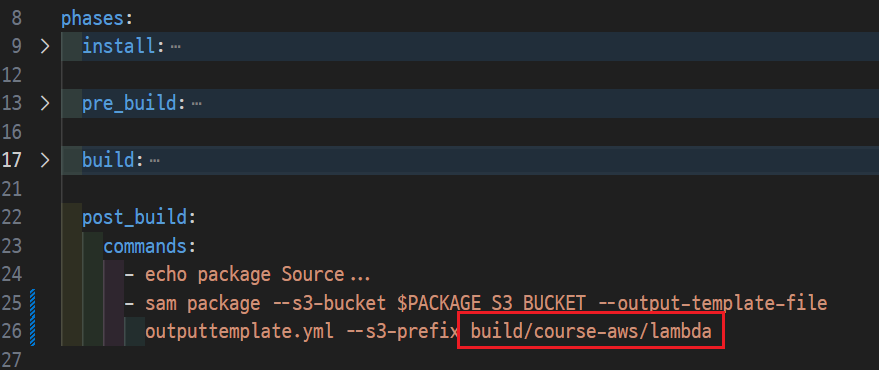 8 phases:
9 > install: ...
12
13 > pre_build: ...
16
17 > build: ...
21
22 post_build:
23 commands:
24 - echo package Source...
25 - sam package --s3-bucket $PACKAGE_S3_BUCKET --output-template-file
26 outputtemplate.yml --s3-prefix build/course-aws/lambda
27